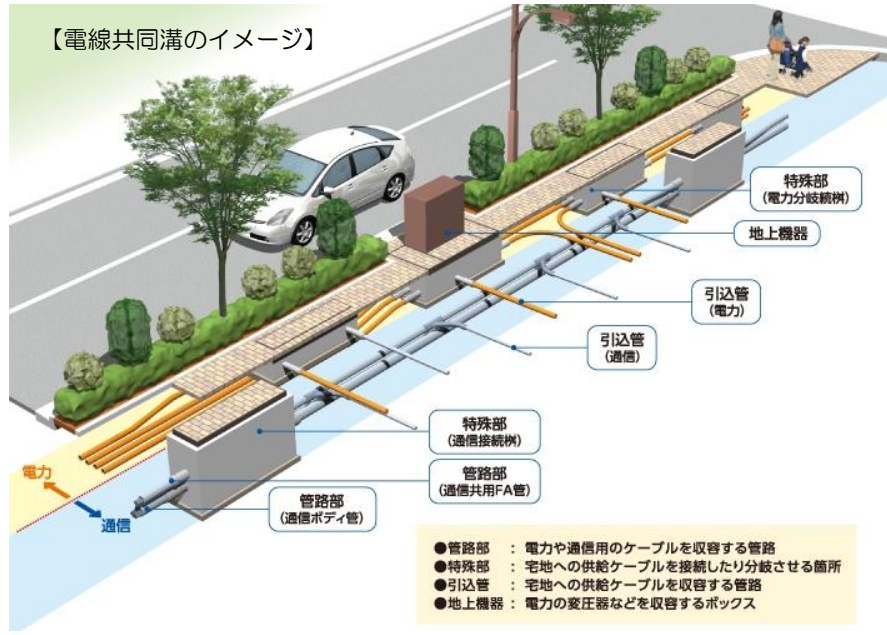 【電線共同溝のイメージ】
特殊部
(電力分岐続桝)
地上機器
引込管
(電力)
引込管
(通信)
特殊部
(通信接続桝)
管路部
(通信共用FA管)
管路部
(通信ボディ管)
電力
通信
●管路部 : 電力や通信用のケーブルを収容する管路
●特殊部 : 宅地への供給ケーブルを接続したり分岐させる箇所
●引込管 : 宅地への供給ケーブルを収容する管路
●地上機器 : 電力の変圧器などを収容するボックス